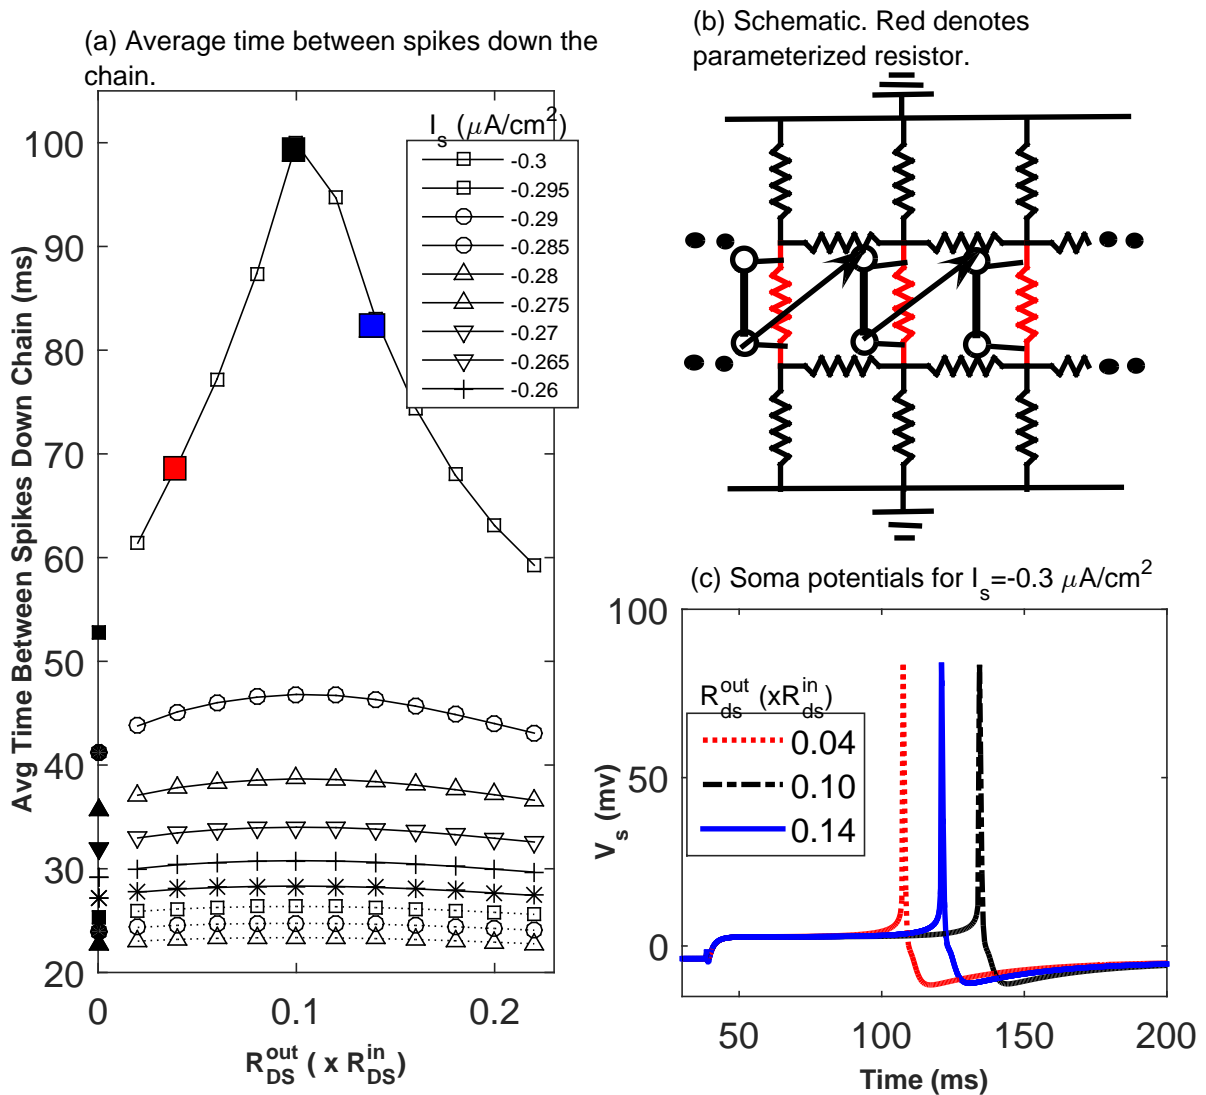 (a) Average time between spikes down the
chain.
Avg Time Between Spikes Down Chain (ms)
100
90
80
70
60
50
40
30
20
0
0.1
0.2
R_DS^out ( x R_DS^in)
I_s (μA/cm²)
-0.3
-0.295
-0.29
-0.285
-0.28
-0.275
-0.27
-0.265
-0.26
(b) Schematic. Red denotes
parameterized resistor.
(c) Soma potentials for I_s=-0.3 μA/cm²
V_s (mv)
100
50
0
50
100
150
200
Time (ms)
R_ds^out (xR_ds^in)
0.04
0.10
0.14